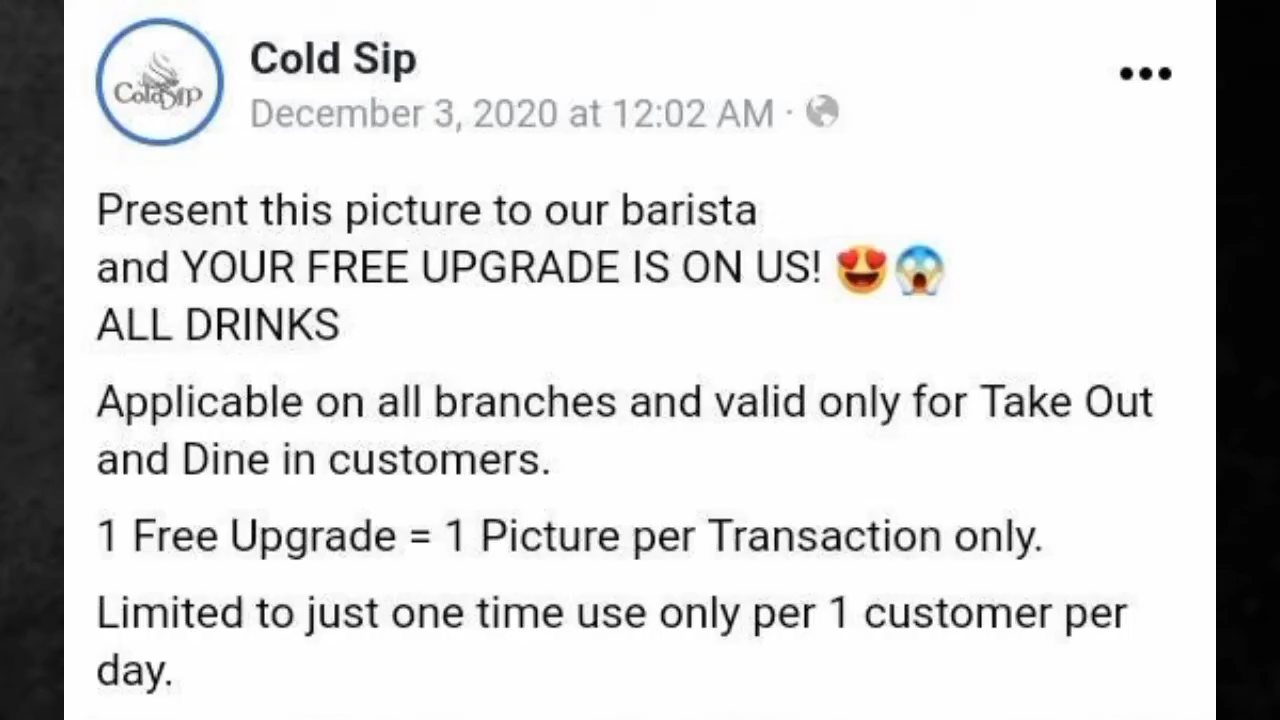 ColdSip
Cold Sip
December 3, 2020 at 12:02 AM ·
Present this picture to our barista
and YOUR FREE UPGRADE IS ON US! 😍😱
ALL DRINKS
Applicable on all branches and valid only for Take Out
and Dine in customers.
1 Free Upgrade = 1 Picture per Transaction only.
Limited to just one time use only per 1 customer per
day.